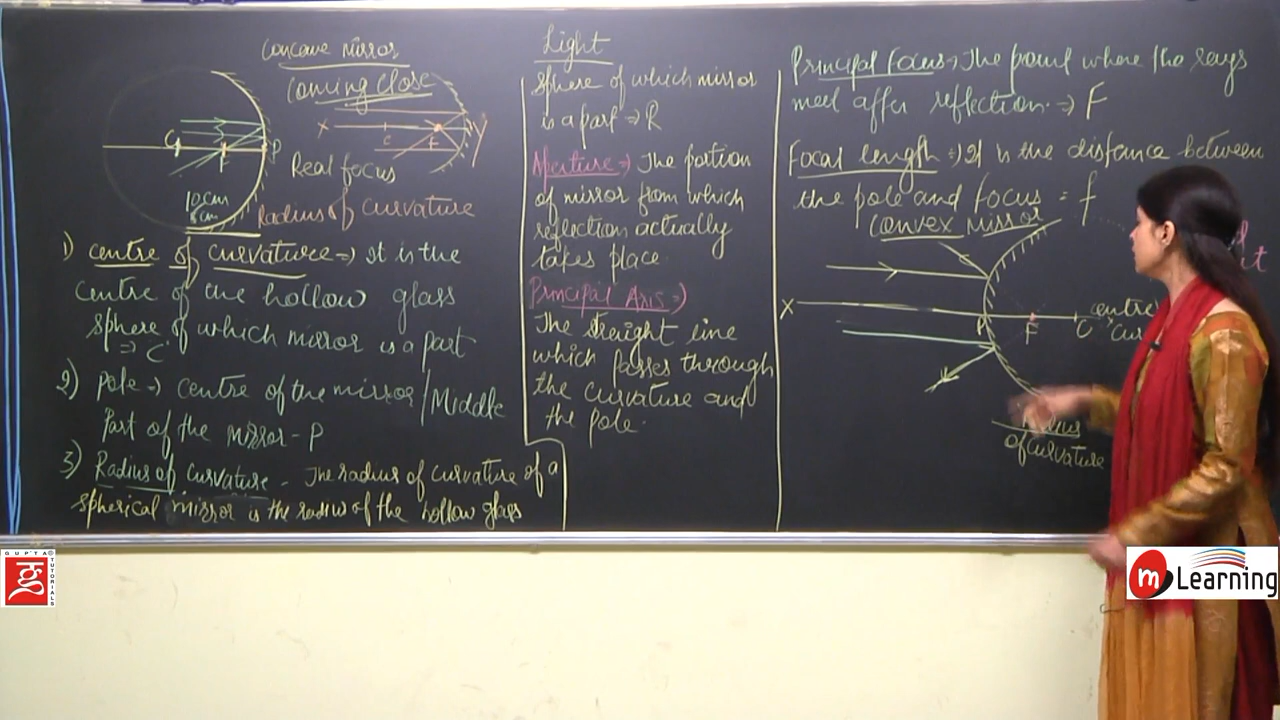 Concave mirror
Coming close
C
F
P
10cm
8cm
X
C
F
Y
Real focus
Radius of curvature
1) centre of curvature ⇒ It is the
centre of the hollow glass
sphere of which mirror is a part
⇒ C
2) Pole → centre of the mirror / Middle
Part of the mirror - P
3) Radius of curvature - The radius of curvature of a
spherical mirror is the radius of the hollow glass
Light
sphere of which mirror
is a part ⇒ R
Aperture ⇒ The portion
of mirror from which
reflection actually
takes place.
Principal Axis ⇒
The straight line
which passes through
the curvature and
the pole.
Principal focus → The point where the rays
meet after reflection. ⇒ F
Focal length ⇒ It is the distance between
the pole and focus = f
Convex mirror
X
P
F
C
centre
of curvature
GUPTA TUTORIALS
m Learning